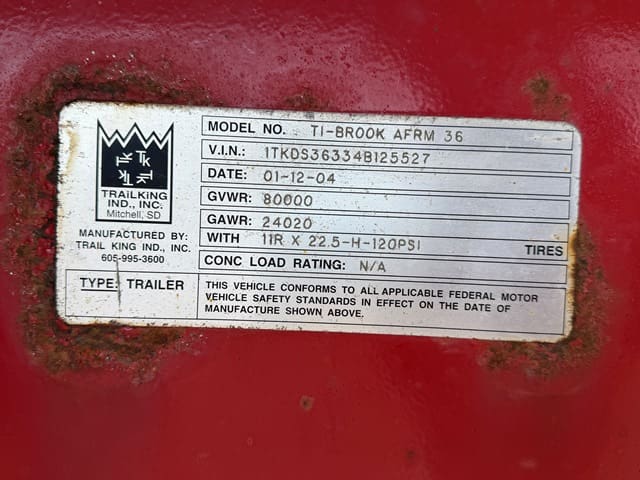 TK
TK
TRAILKING
IND., INC.
Mitchell, SD
MANUFACTURED BY:
TRAIL KING IND., INC.
605-995-3600
TYPE: TRAILER
MODEL NO. TI-BROOK AFRM 36
V.I.N.: 1TKDS36334B125527
DATE: 01-12-04
GVWR: 80000
GAWR: 24020
WITH 11R X 22.5-H-120PSI TIRES
CONC LOAD RATING: N/A
THIS VEHICLE CONFORMS TO ALL APPLICABLE FEDERAL MOTOR
VEHICLE SAFETY STANDARDS IN EFFECT ON THE DATE OF
MANUFACTURE SHOWN ABOVE.